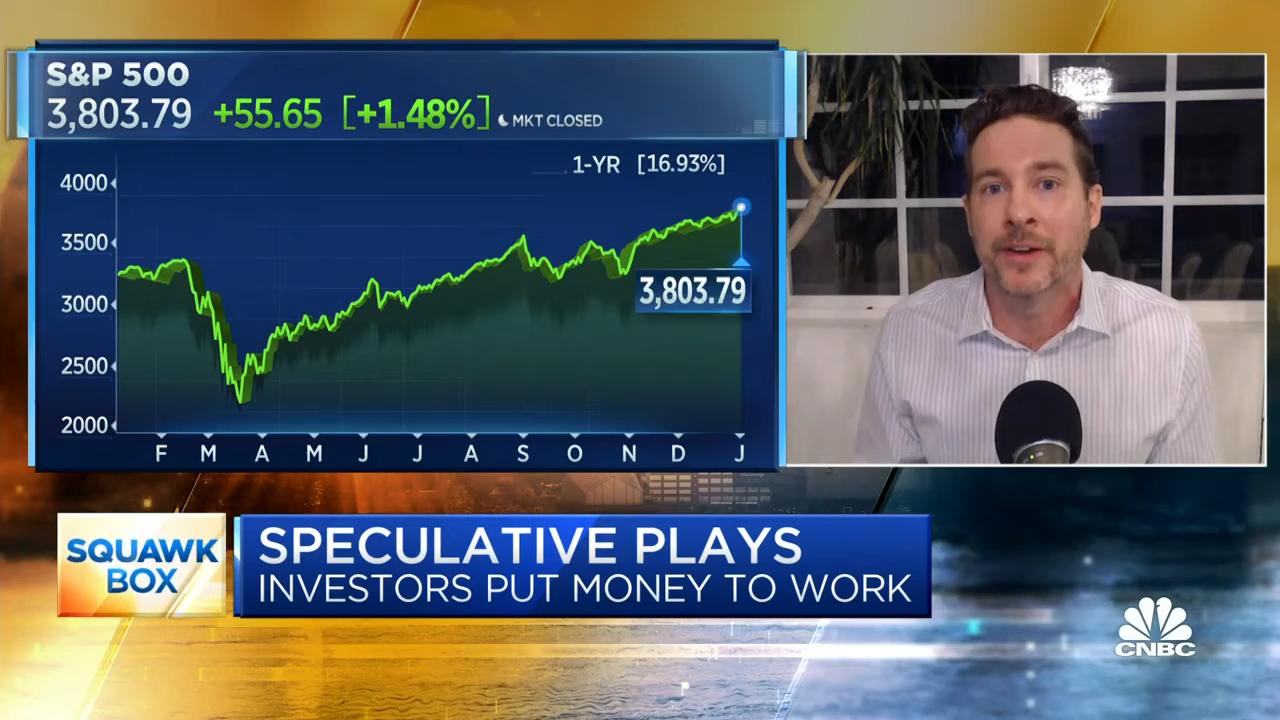 S&P 500
3,803.79 +55.65 [+1.48%] MKT CLOSED
1-YR [16.93%]
4000
3500
3000
2500
2000
3,803.79
F M A M J J A S O N D J
SQUAWK
BOX
SPECULATIVE PLAYS
INVESTORS PUT MONEY TO WORK
CNBC